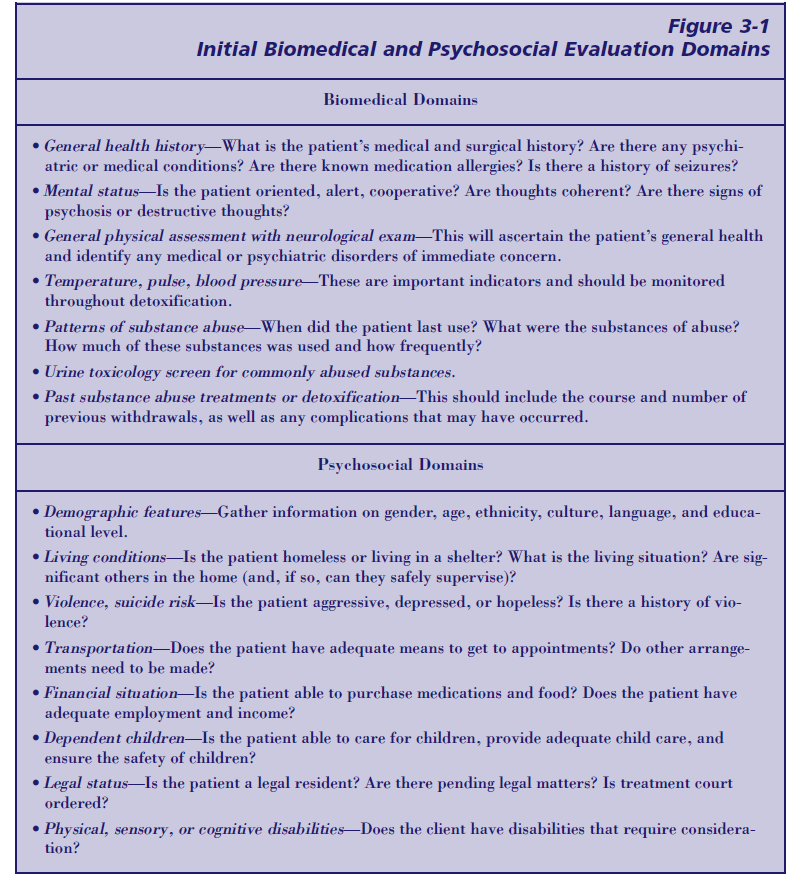 Figure 3-1
Initial Biomedical and Psychosocial Evaluation Domains
Biomedical Domains
• General health history—What is the patient's medical and surgical history? Are there any psychi-
atric or medical conditions? Are there known medication allergies? Is there a history of seizures?
• Mental status—Is the patient oriented, alert, cooperative? Are thoughts coherent? Are there signs of
psychosis or destructive thoughts?
• General physical assessment with neurological exam—This will ascertain the patient's general health
and identify any medical or psychiatric disorders of immediate concern.
• Temperature, pulse, blood pressure—These are important indicators and should be monitored
throughout detoxification.
• Patterns of substance abuse—When did the patient last use? What were the substances of abuse?
How much of these substances was used and how frequently?
• Urine toxicology screen for commonly abused substances.
• Past substance abuse treatments or detoxification—This should include the course and number of
previous withdrawals, as well as any complications that may have occurred.
Psychosocial Domains
• Demographic features—Gather information on gender, age, ethnicity, culture, language, and educa-
tional level.
• Living conditions—Is the patient homeless or living in a shelter? What is the living situation? Are sig-
nificant others in the home (and, if so, can they safely supervise)?
• Violence, suicide risk—Is the patient aggressive, depressed, or hopeless? Is there a history of vio-
lence?
• Transportation—Does the patient have adequate means to get to appointments? Do other arrange-
ments need to be made?
• Financial situation—Is the patient able to purchase medications and food? Does the patient have
adequate employment and income?
• Dependent children—Is the patient able to care for children, provide adequate child care, and
ensure the safety of children?
• Legal status—Is the patient a legal resident? Are there pending legal matters? Is treatment court
ordered?
• Physical, sensory, or cognitive disabilities—Does the client have disabilities that require considera-
tion?